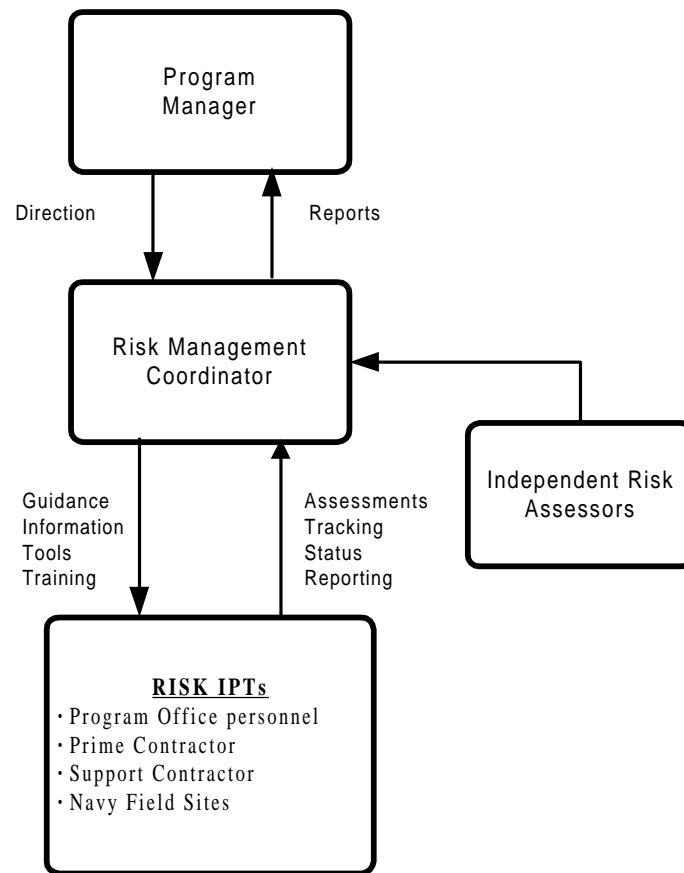 Program
Manager
Direction
Reports
Risk Management
Coordinator
Independent Risk
Assessors
Guidance
Information
Tools
Training
Assessments
Tracking
Status
Reporting
RISK IPTs
· Program Office personnel
· Prime Contractor
· Support Contractor
· Navy Field Sites